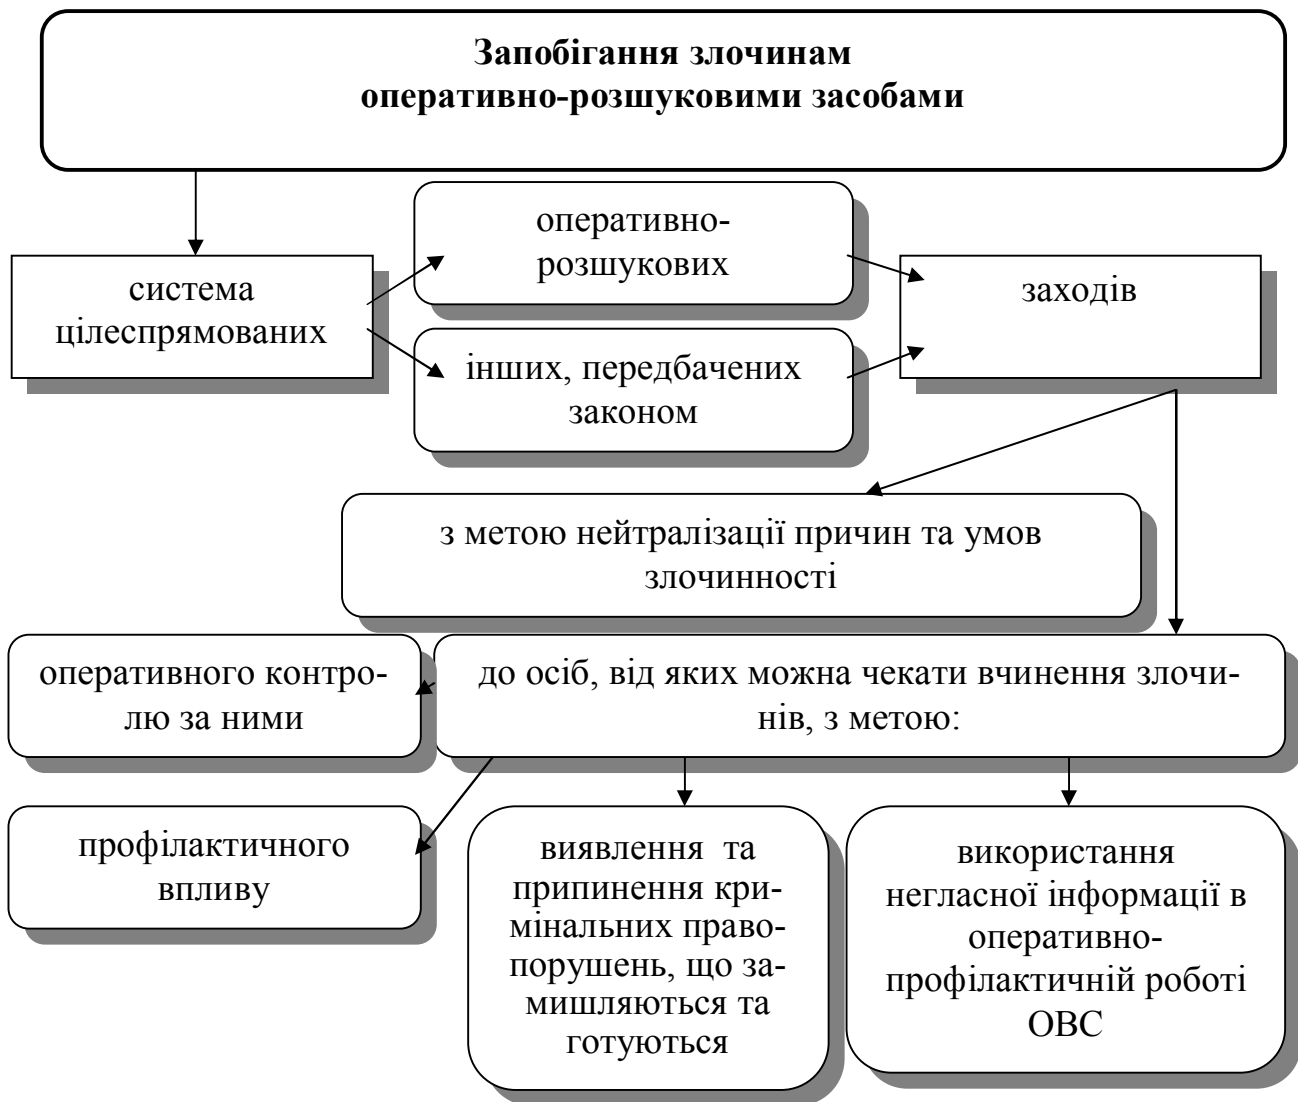 Запобігання злочинам
оперативно-розшуковими засобами
оперативно-
розшукових
система
цілеспрямованих
заходів
інших, передбачених
законом
з метою нейтралізації причин та умов
злочинності
оперативного контро-
лю за ними
до осіб, від яких можна чекати вчинення злочи-
нів, з метою:
профілактичного
впливу
виявлення та
припинення кри-
мінальних право-
порушень, що за-
мишляються та
готуються
використання
негласної інформації в
оперативно-
профілактичній роботі
ОВС